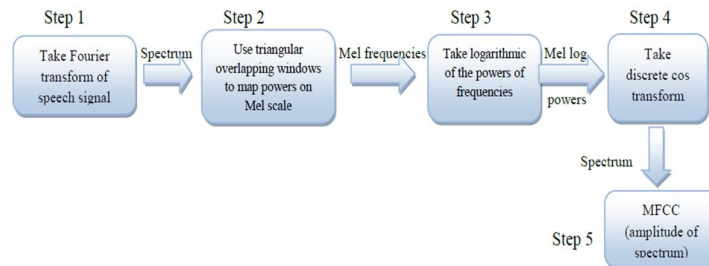 Step 1
Step 2
Step 3
Step 4
Take Fourier
transform of
speech signal
Spectrum
Use triangular
overlapping windows
to map powers on
Mel scale
Mel frequencies
Take logarithmic
of the powers of
frequencies
Mel log
powers
Take
discrete cos
transform
Spectrum
Step 5
MFCC
(amplitude of
spectrum)